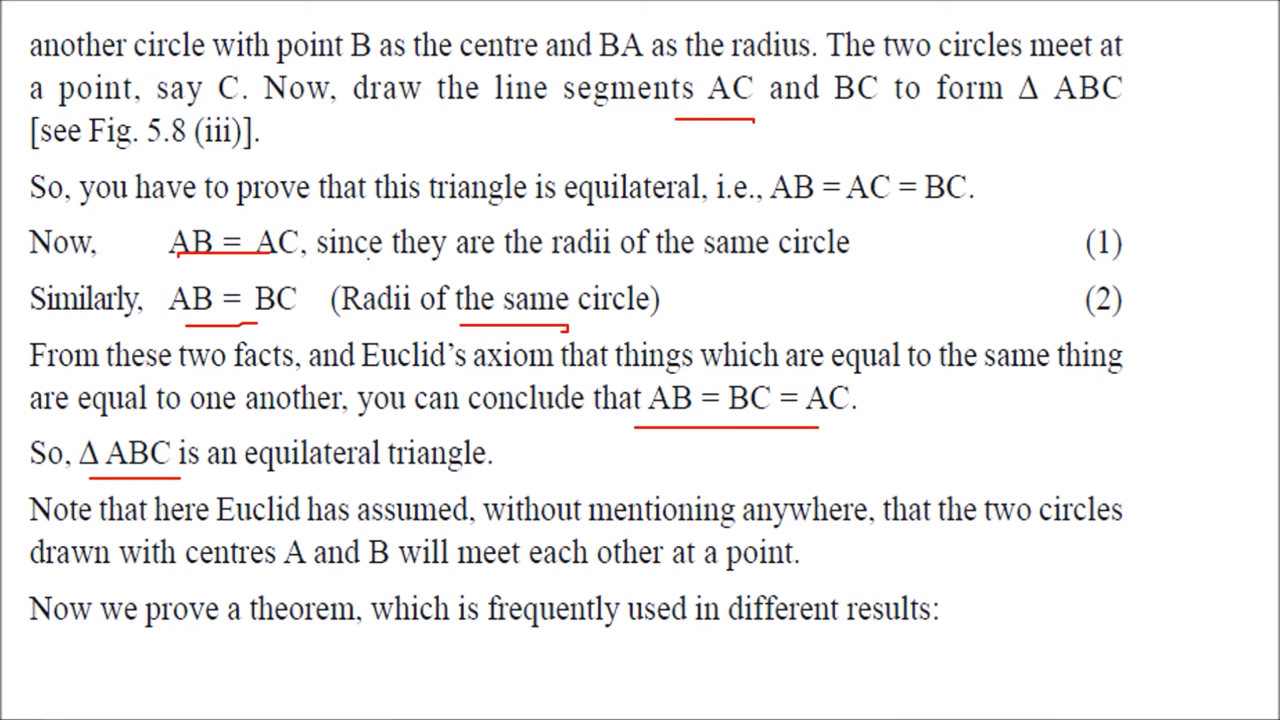 another circle with point B as the centre and BA as the radius. The two circles meet at
a point, say C. Now, draw the line segments AC and BC to form Δ ABC
[see Fig. 5.8 (iii)].
So, you have to prove that this triangle is equilateral, i.e., AB = AC = BC.
Now, AB = AC, since they are the radii of the same circle (1)
Similarly, AB = BC (Radii of the same circle) (2)
From these two facts, and Euclid’s axiom that things which are equal to the same thing
are equal to one another, you can conclude that AB = BC = AC.
So, Δ ABC is an equilateral triangle.
Note that here Euclid has assumed, without mentioning anywhere, that the two circles
drawn with centres A and B will meet each other at a point.
Now we prove a theorem, which is frequently used in different results: